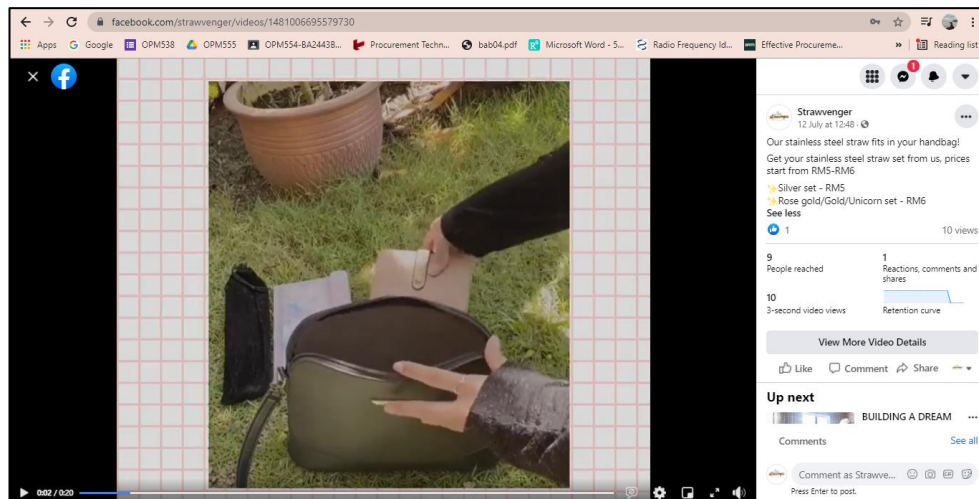 facebook.com/strawvenger/videos/1481006695579730
Apps G Google OPM538 OPM555 OPM554-BA2443B... Procurement Techn... bab04.pdf Microsoft Word - 5... Radio Frequency Id... Effective Procureme... » Reading list
1
Strawvenger
12 July at 12:48 ·
Our stainless steel straw fits in your handbag!
Get your stainless steel straw set from us, prices
start from RM5-RM6
✨Silver set - RM5
✨Rose gold/Gold/Unicorn set - RM6
See less
1 10 views
9 1
People reached Reactions, comments and
shares
10
3-second video views Retention curve
View More Video Details
Like Comment Share
Up next
BUILDING A DREAM ...
Comments See all
Comment as Strawve...
Press Enter to post.
0:02 / 0:20